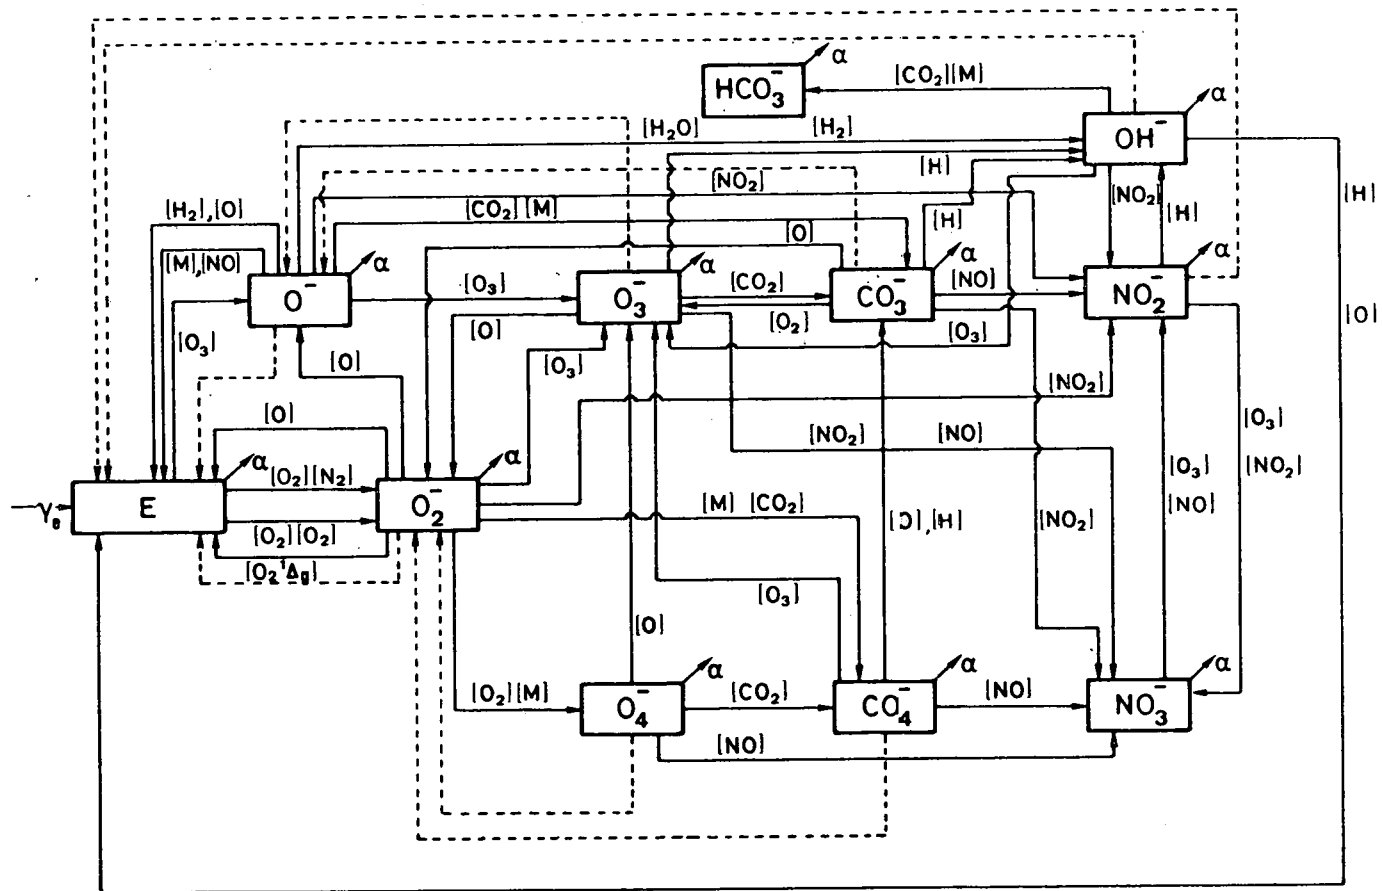 α
[CO₂][M]
HCO₃⁻
α
[H₂O]
[H₂]
OH⁻
[H]
[NO₂]
[NO₂]
[H]
[H₂],[O]
[CO₂][M]
[H]
[H]
[O]
[M],[NO]
α
α
α
α
[O₃]
[CO₂]
[NO]
O⁻
O₃⁻
CO₃⁻
NO₂⁻
[O₃]
[O]
[O₂]
[O₃]
[O]
[O]
[O₃]
[NO₂]
[O]
[NO₂]
[NO]
[O₃]
α
α
[O₃]
[NO₂]
[O₂][N₂]
γₑ
E
O₂⁻
[M] [CO₂]
[NO]
[O₂][O₂]
[NO₂]
[O₂ ¹Δg]
[O₃]
[O]
α
α
α
[O₂][M]
[CO₂]
[NO]
O₄⁻
CO₄⁻
NO₃⁻
[NO]